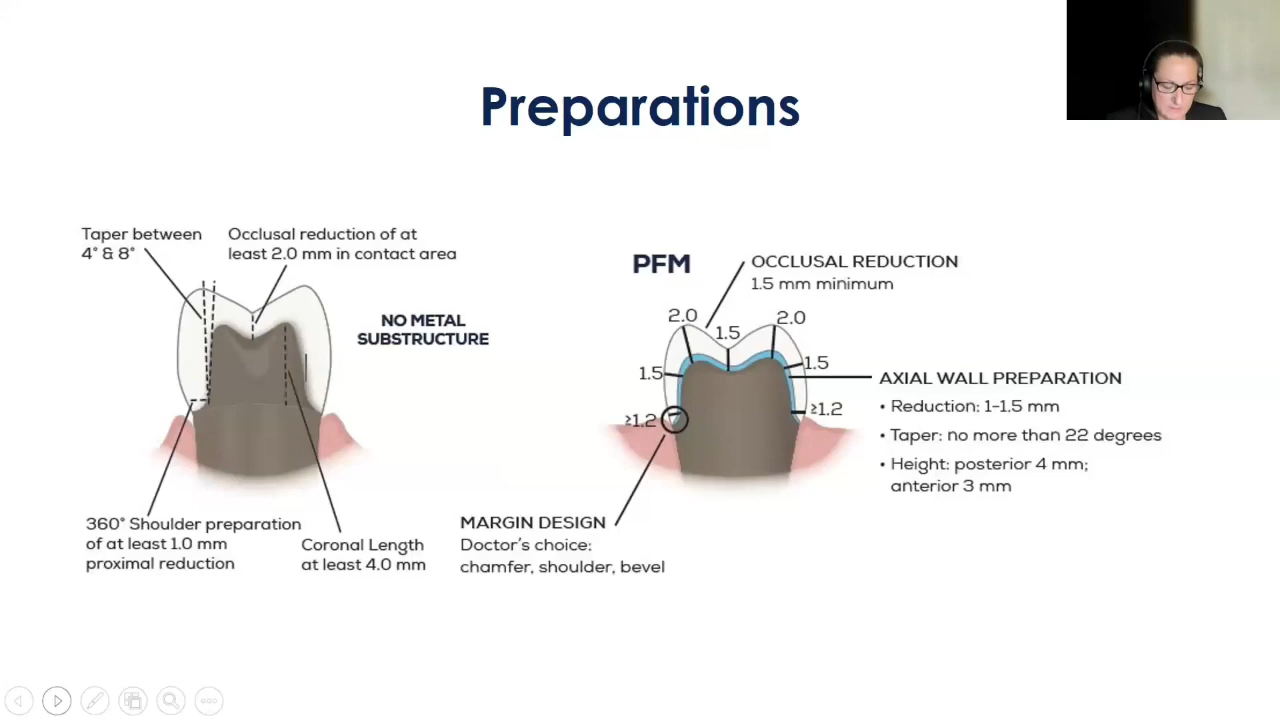 Preparations
Taper between
4° & 8°
Occlusal reduction of at
least 2.0 mm in contact area
NO METAL
SUBSTRUCTURE
360° Shoulder preparation
of at least 1.0 mm
proximal reduction
Coronal Length
at least 4.0 mm
PFM
OCCLUSAL REDUCTION
1.5 mm minimum
2.0
1.5
2.0
1.5
1.5
≥1.2
≥1.2
AXIAL WALL PREPARATION
• Reduction: 1-1.5 mm
• Taper: no more than 22 degrees
• Height: posterior 4 mm;
anterior 3 mm
MARGIN DESIGN
Doctor's choice:
chamfer, shoulder, bevel